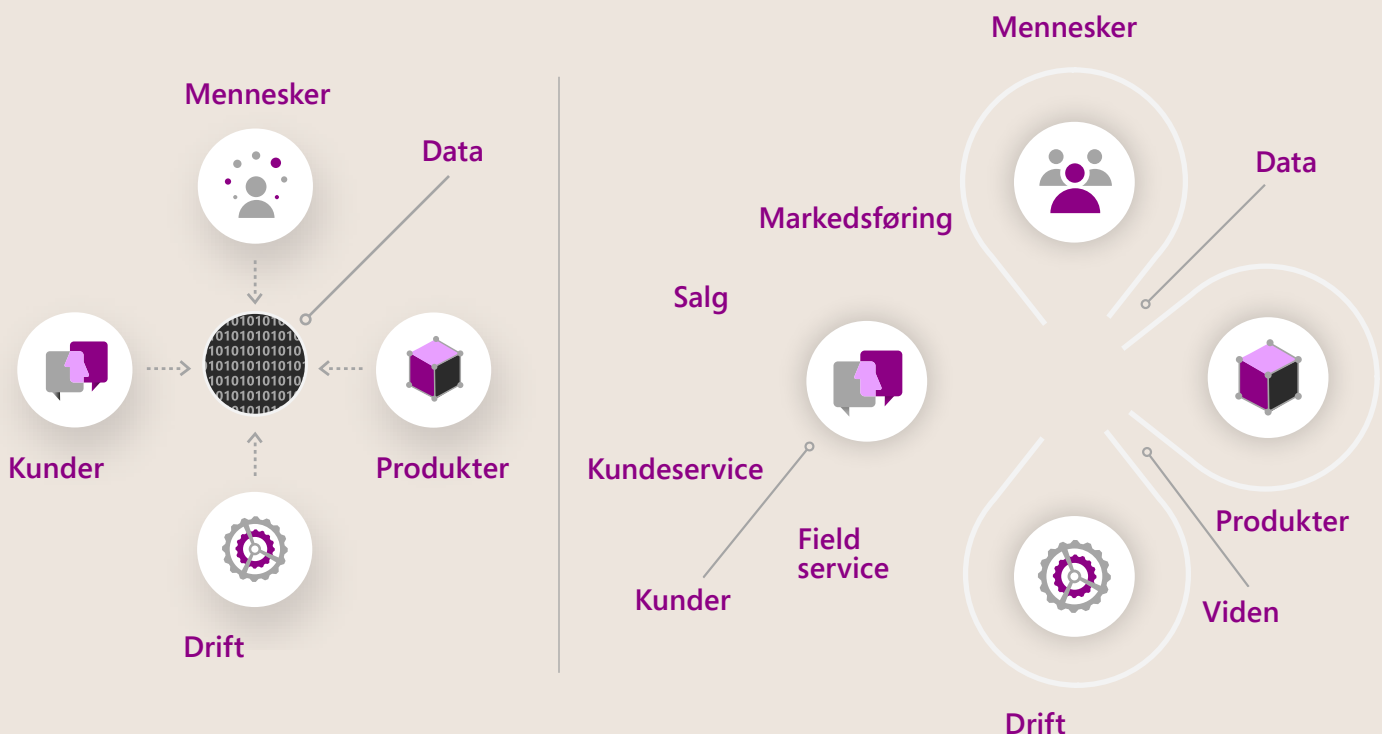 Mennesker
Data
Kunder
Produkter
Drift
Mennesker
Data
Markedsføring
Salg
Kundeservice
Field
service
Kunder
Produkter
Viden
Drift